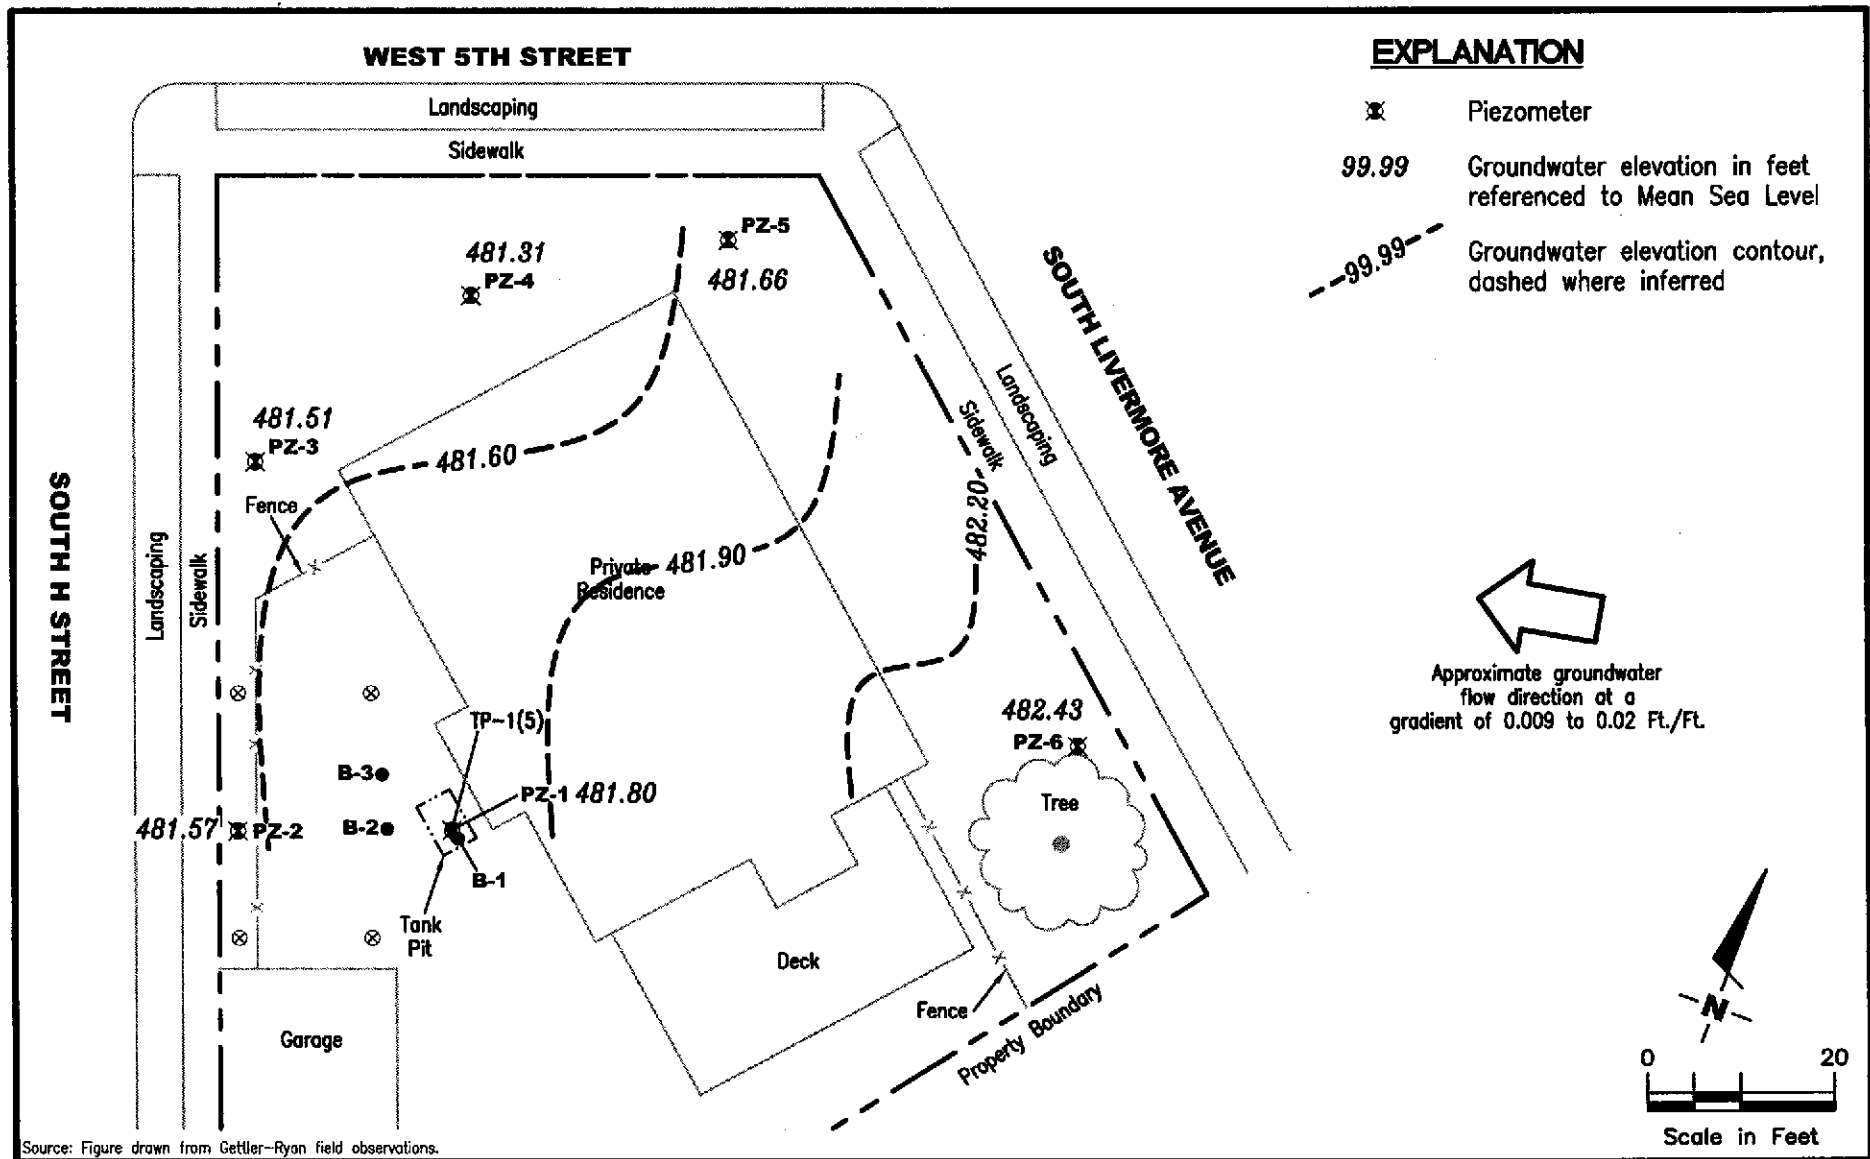 WEST 5TH STREET
Landscaping
Sidewalk
EXPLANATION
Piezometer
99.99 Groundwater elevation in feet
referenced to Mean Sea Level
99.99 Groundwater elevation contour,
dashed where inferred
PZ-5
481.66
481.31
PZ-4
481.51
PZ-3
Fence
481.60
481.90
482.20
Private
Residence
SOUTH LIVERMORE AVENUE
Landscaping
Sidewalk
SOUTH H STREET
Landscaping
Sidewalk
Approximate groundwater
flow direction at a
gradient of 0.009 to 0.02 Ft./Ft.
482.43
PZ-6
Tree
TP-1(5)
PZ-1 481.80
B-3
B-2
481.57 PZ-2
B-1
Tank
Pit
Deck
Fence
Property Boundary
Garage
N
0 20
Scale in Feet
Source: Figure drawn from Gettler-Ryan field observations.